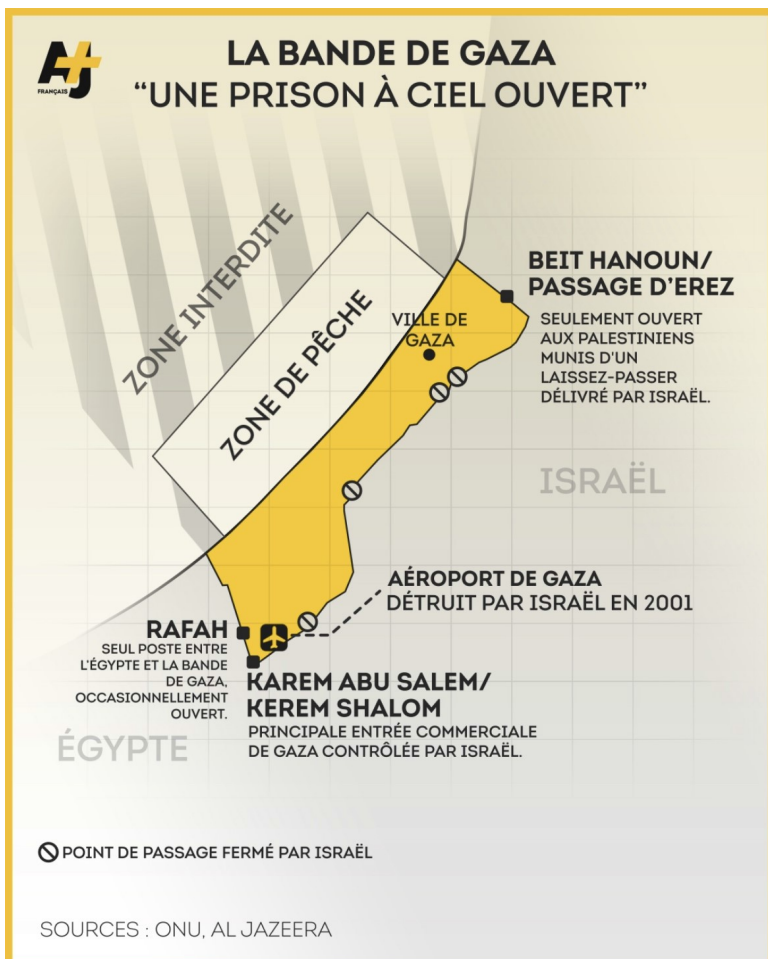 AJ+
FRANÇAIS
LA BANDE DE GAZA
“UNE PRISON À CIEL OUVERT”
ZONE INTERDITE
ZONE DE PÊCHE
VILLE DE
GAZA
BEIT HANOUN/
PASSAGE D’EREZ
SEULEMENT OUVERT
AUX PALESTINIENS
MUNIS D'UN
LAISSEZ-PASSER
DÉLIVRÉ PAR ISRAËL.
ISRAËL
AÉROPORT DE GAZA
DÉTRUIT PAR ISRAËL EN 2001
RAFAH
SEUL POSTE ENTRE
L'ÉGYPTE ET LA BANDE
DE GAZA,
OCCASIONNELLEMENT
OUVERT.
KAREM ABU SALEM/
KEREM SHALOM
PRINCIPALE ENTRÉE COMMERCIALE
DE GAZA CONTRÔLÉE PAR ISRAËL.
ÉGYPTE
POINT DE PASSAGE FERMÉ PAR ISRAËL
SOURCES : ONU, AL JAZEERA